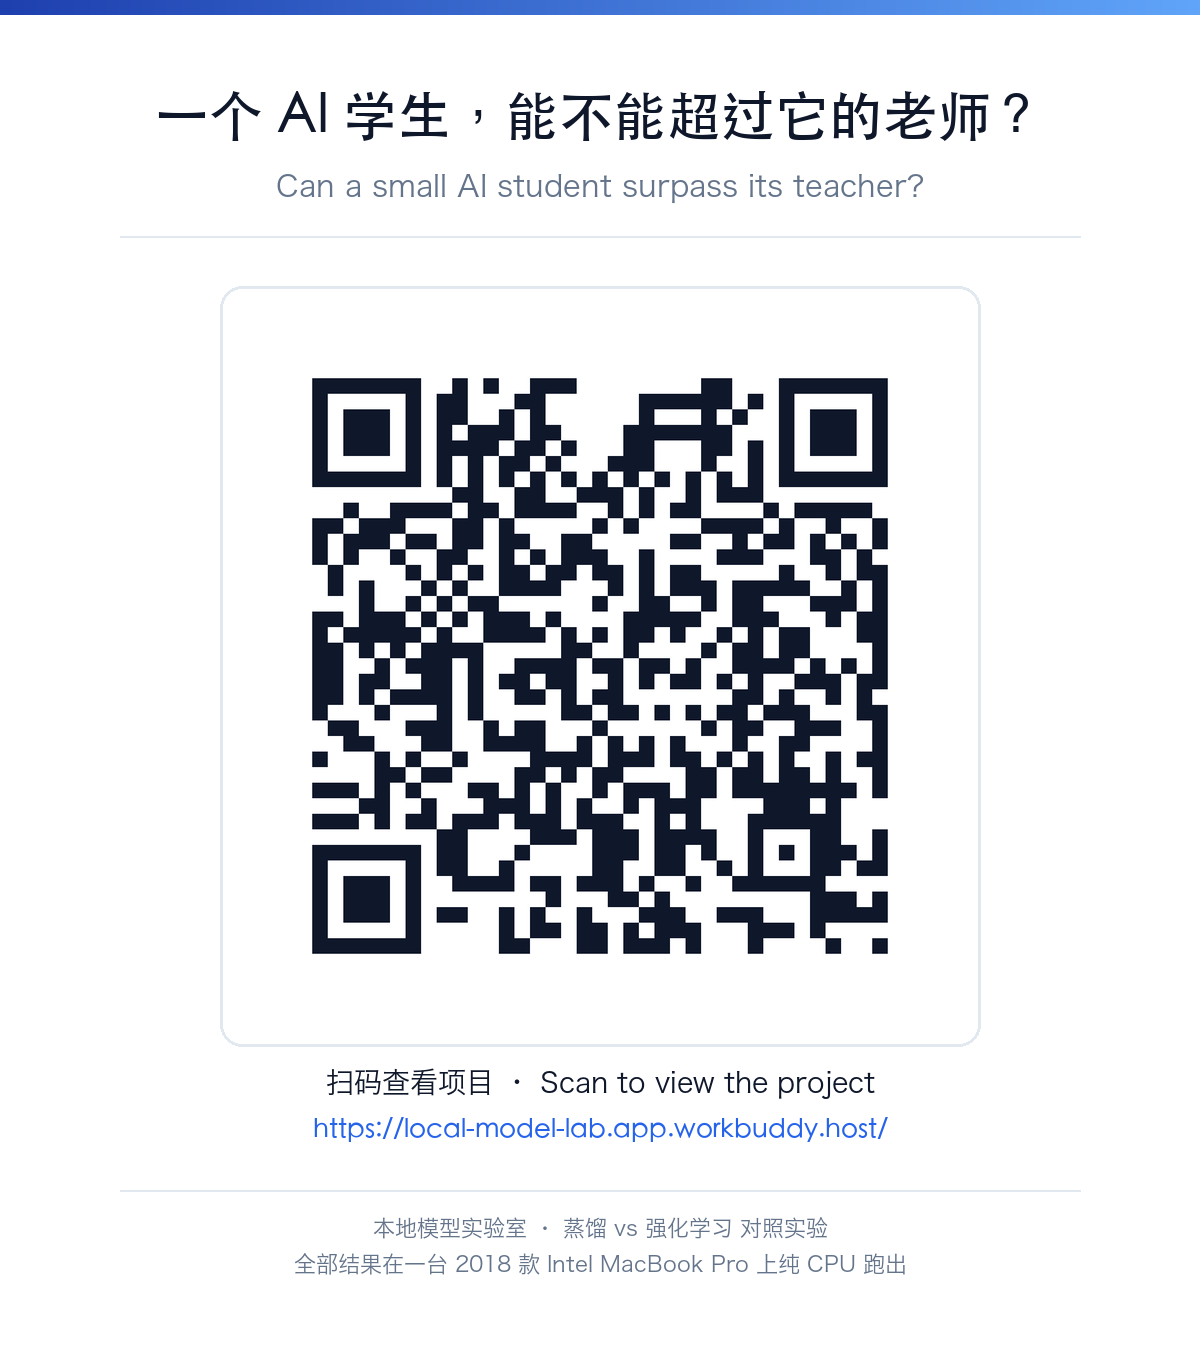 一个 AI 学生，能不能超过它的老师？
Can a small AI student surpass its teacher?
扫码查看项目 · Scan to view the project
https://local-model-lab.app.workbuddy.host/
本地模型实验室 · 蒸馏 vs 强化学习 对照实验
全部结果在一台 2018 款 Intel MacBook Pro 上纯 CPU 跑出